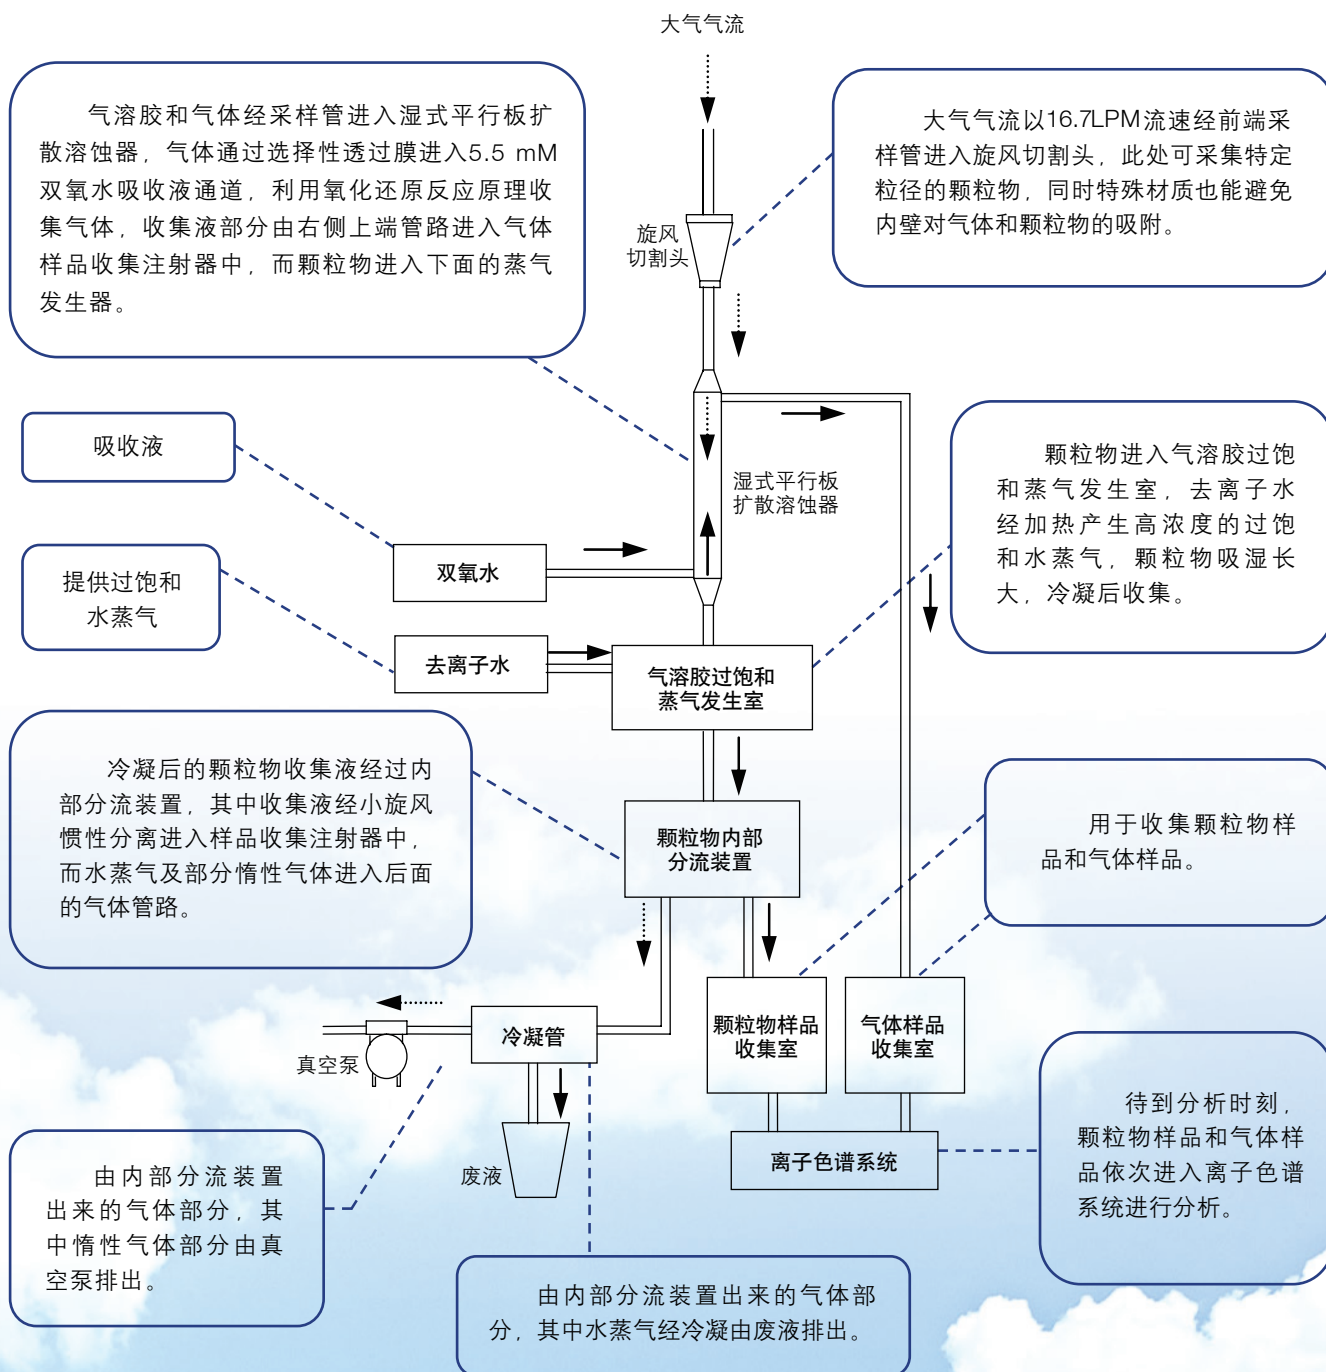 大气气流
气溶胶和气体经采样管进入湿式平行板扩
散溶蚀器，气体通过选择性透过膜进入5.5 mM
双氧水吸收液通道，利用氧化还原反应原理收
集气体，收集液部分由右侧上端管路进入气体
样品收集注射器中，而颗粒物进入下面的蒸气
发生器。
大气气流以16.7LPM流速经前端采
样管进入旋风切割头，此处可采集特定
粒径的颗粒物，同时特殊材质也能避免
内壁对气体和颗粒物的吸附。
旋风
切割头
吸收液
湿式平行板
扩散溶蚀器
颗粒物进入气溶胶过饱
和蒸气发生室，去离子水
经加热产生高浓度的过饱
和水蒸气，颗粒物吸湿长
大，冷凝后收集。
双氧水
提供过饱和
水蒸气
去离子水
气溶胶过饱和
蒸气发生室
冷凝后的颗粒物收集液经过内
部分流装置，其中收集液经小旋风
惯性分离进入样品收集注射器中，
而水蒸气及部分惰性气体进入后面
的气体管路。
颗粒物内部
分流装置
用于收集颗粒物样
品和气体样品。
真空泵
冷凝管
颗粒物样品
收集室
气体样品
收集室
废液
离子色谱系统
待到分析时刻，
颗粒物样品和气体样
品依次进入离子色谱
系统进行分析。
由内部分流装置
出来的气体部分，其
中惰性气体部分由真
空泵排出。
由内部分流装置出来的气体部
分，其中水蒸气经冷凝由废液排出。